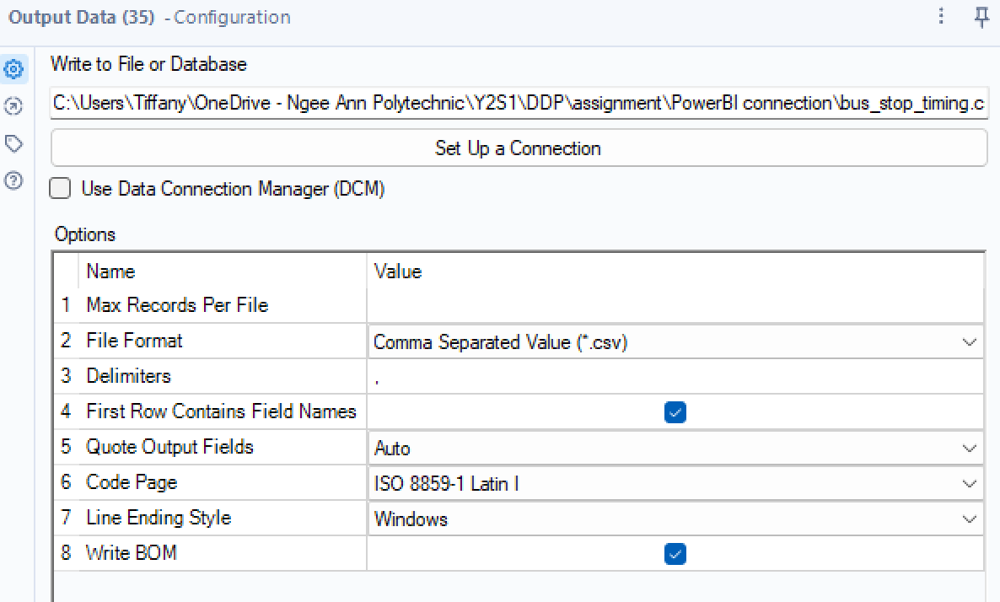 Output Data (35) - Configuration
Write to File or Database
C:\Users\Tiffany\OneDrive - Ngee Ann Polytechnic\Y2S1\DDP\assignment\PowerBI connection\bus_stop_timing.c
Set Up a Connection
Use Data Connection Manager (DCM)
Options
Name Value
1 Max Records Per File
2 File Format Comma Separated Value (*.csv)
3 Delimiters ,
4 First Row Contains Field Names
5 Quote Output Fields Auto
6 Code Page ISO 8859-1 Latin I
7 Line Ending Style Windows
8 Write BOM